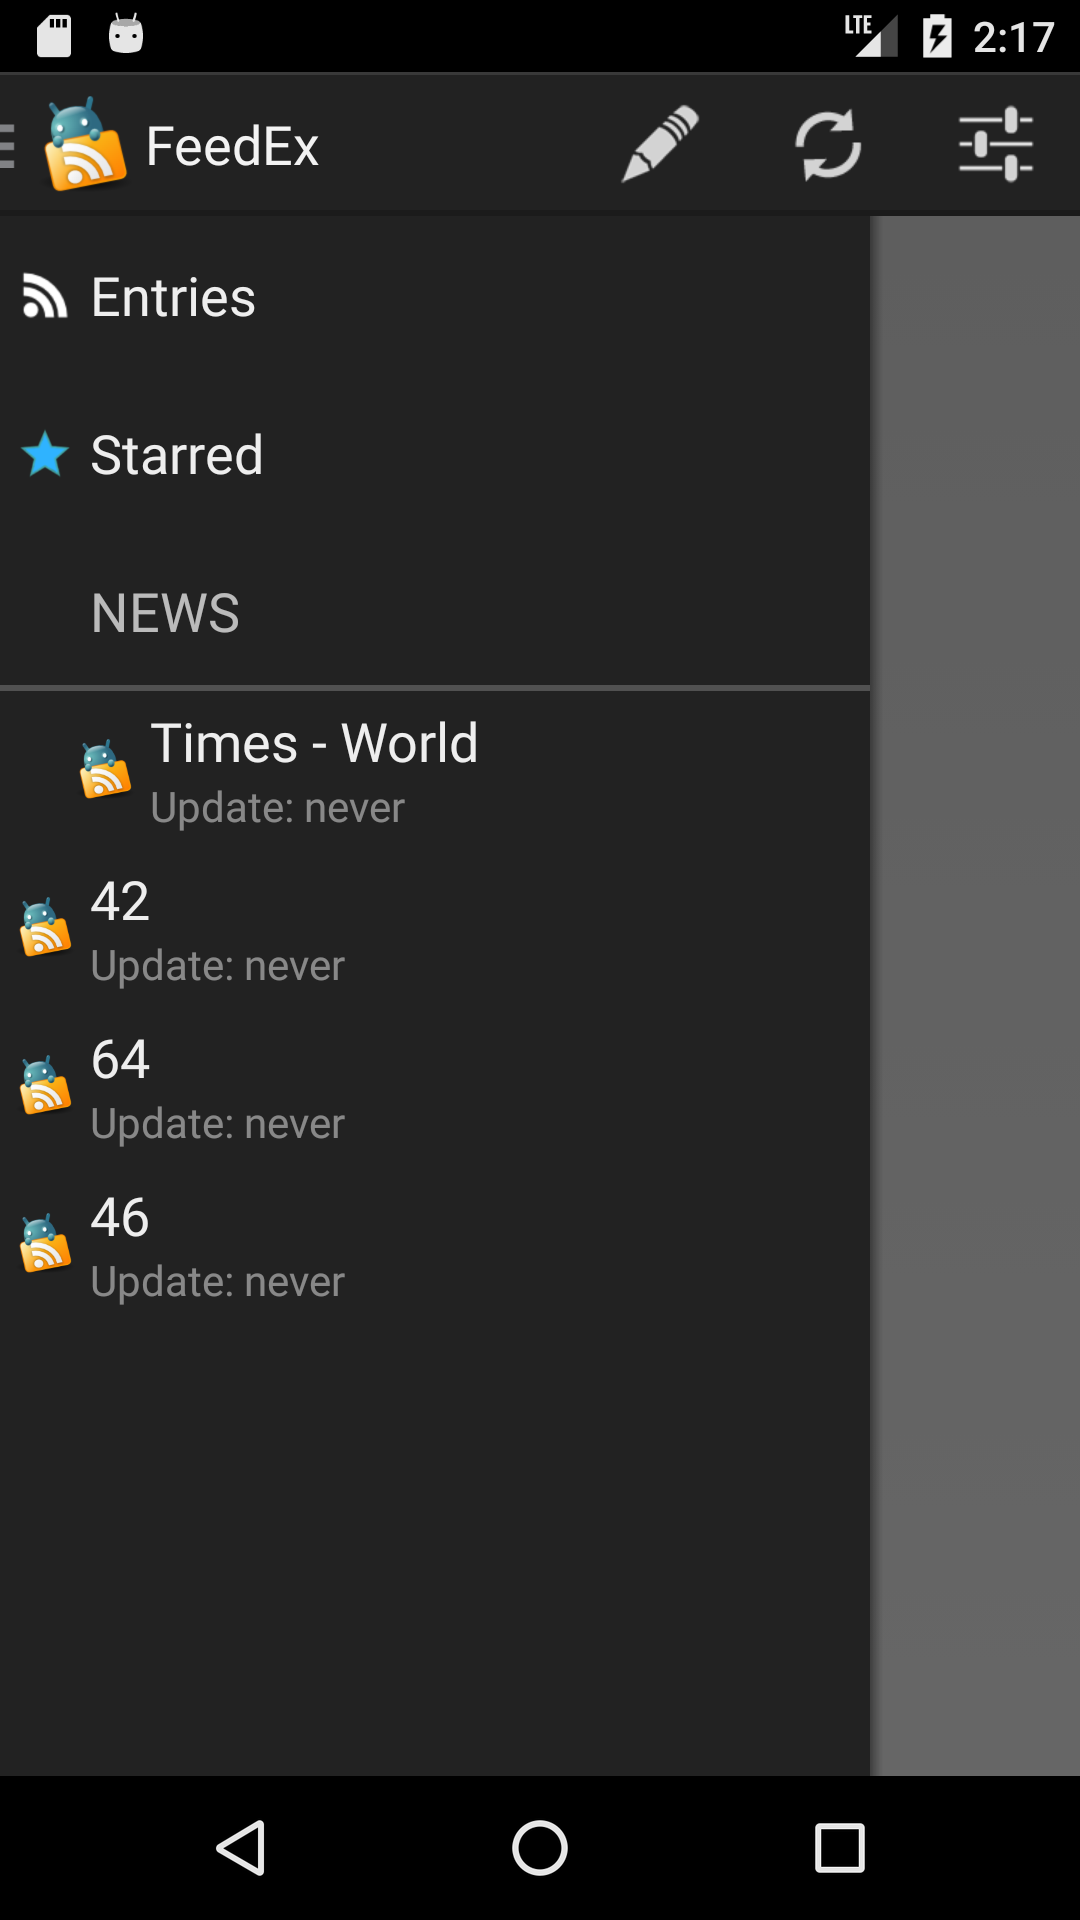 LTE 2:17
FeedEx
Entries
Starred
NEWS
Times - World
Update: never
42
Update: never
64
Update: never
46
Update: never